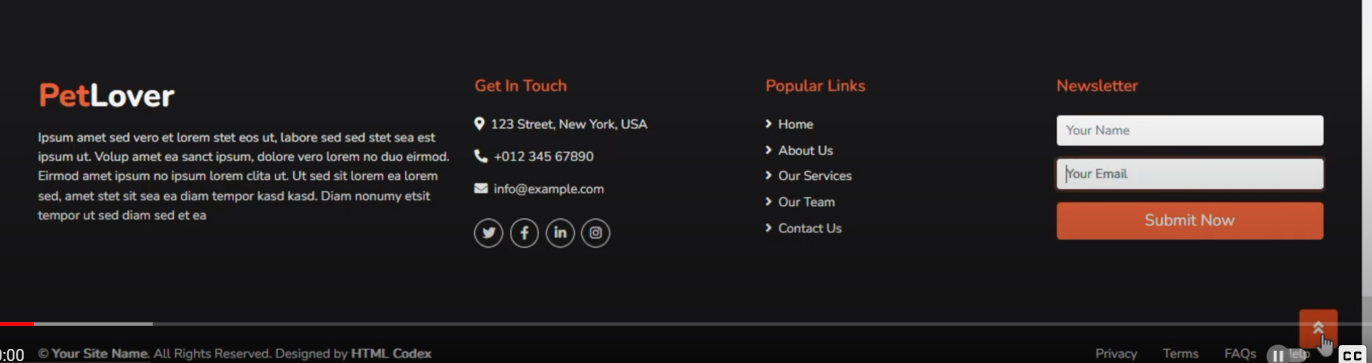 PetLover
Ipsum amet sed vero et lorem stet eos ut, labore sed sed stet sea est
ipsum ut. Volup amet ea sanct ipsum, dolore vero lorem no duo eirmod.
Eirmod amet ipsum no ipsum lorem clita ut. Ut sed sit lorem ea lorem
sed, amet stet sit sea ea diam tempor kasd kasd. Diam nonumy etsit
tempor ut sed diam sed et ea
Get In Touch
123 Street, New York, USA
+012 345 67890
info@example.com
Popular Links
Home
About Us
Our Services
Our Team
Contact Us
Newsletter
Your Name
Your Email
Submit Now
:00
© Your Site Name. All Rights Reserved. Designed by HTML Codex
Privacy
Terms
FAQs
Help
CC